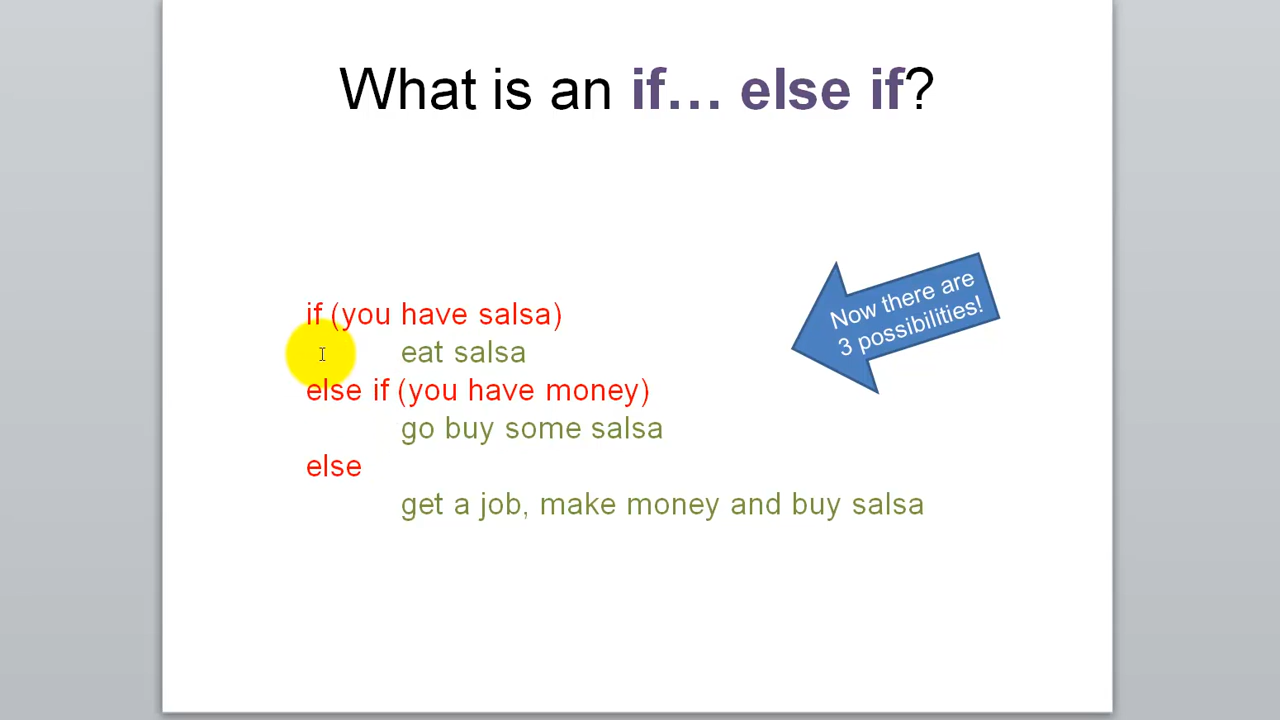 What is an if... else if?
Now there are
3 possibilities!
if (you have salsa)
eat salsa
else if (you have money)
go buy some salsa
else
get a job, make money and buy salsa